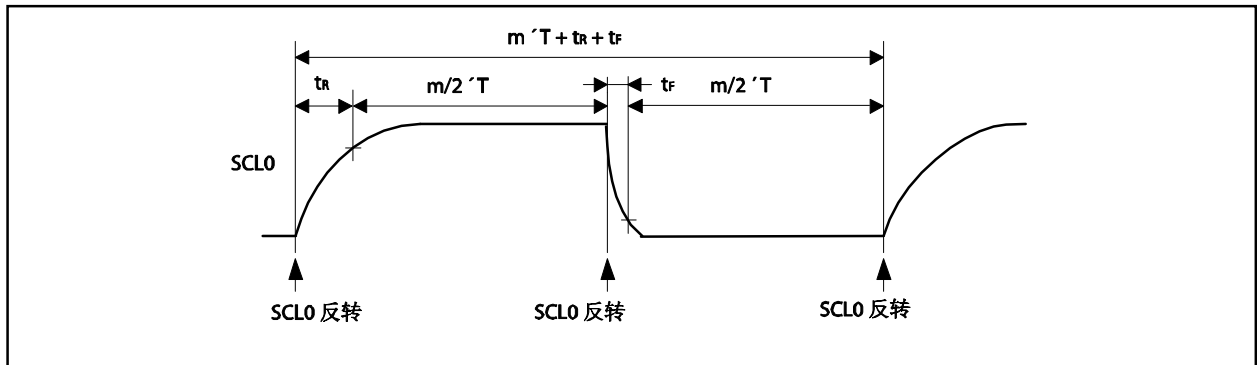 m ´T + tR + tF
tR
m/2 ´T
tF
m/2 ´T
SCL0
SCL0 反转
SCL0 反转
SCL0 反转